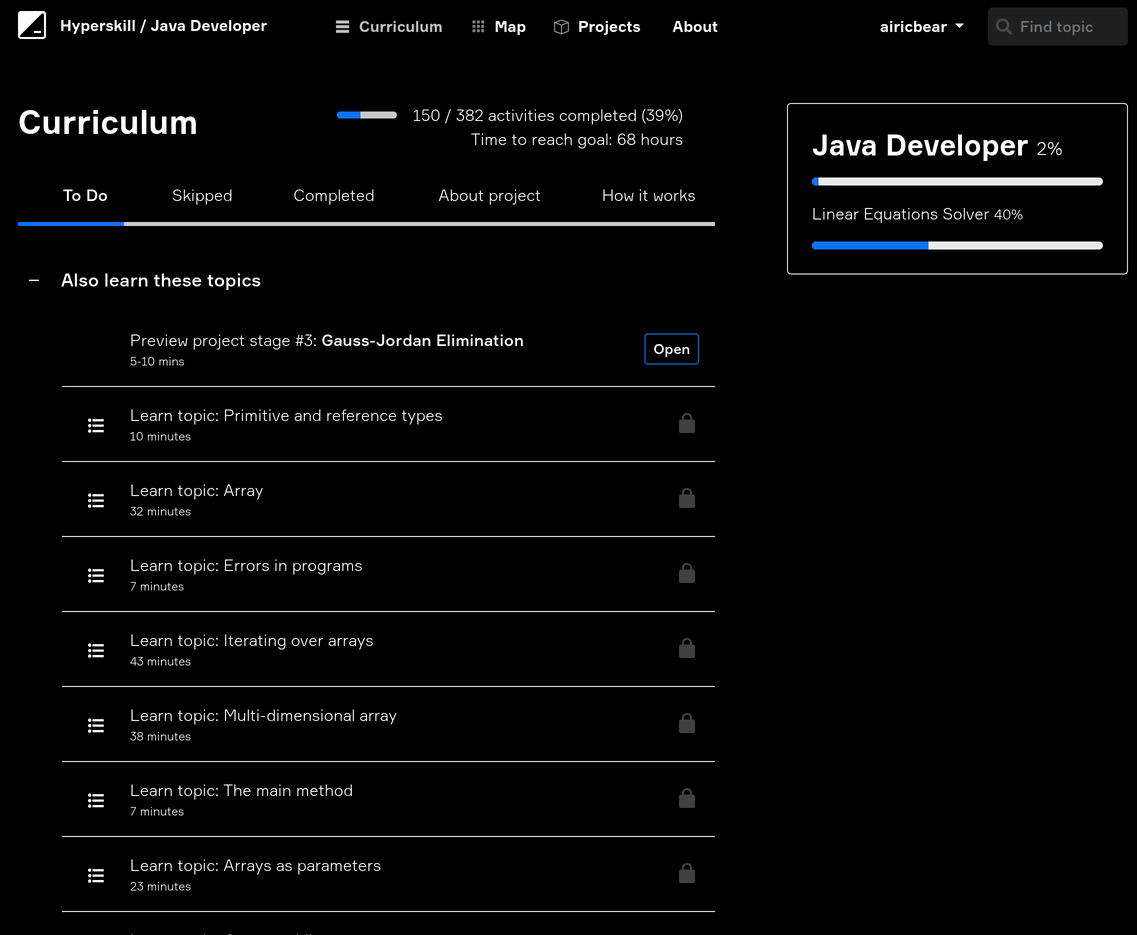 Hyperskill / Java Developer
Curriculum
Map
Projects
About
airicbear
Find topic
Curriculum
150 / 382 activities completed (39%)
Time to reach goal: 68 hours
To Do
Skipped
Completed
About project
How it works
Java Developer 2%
Linear Equations Solver 40%
Also learn these topics
Preview project stage #3: Gauss-Jordan Elimination
5-10 mins
Open
Learn topic: Primitive and reference types
10 minutes
Learn topic: Array
32 minutes
Learn topic: Errors in programs
7 minutes
Learn topic: Iterating over arrays
43 minutes
Learn topic: Multi-dimensional array
38 minutes
Learn topic: The main method
7 minutes
Learn topic: Arrays as parameters
23 minutes